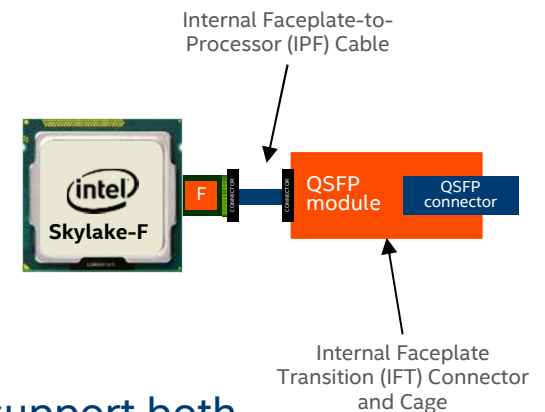 Internal Faceplate-to-
Processor (IPF) Cable
intel
Skylake-F
F
CONNECTOR
CONNECTOR
QSFP
module
QSFP
connector
Internal Faceplate
Transition (IFT) Connector
and Cage
support both